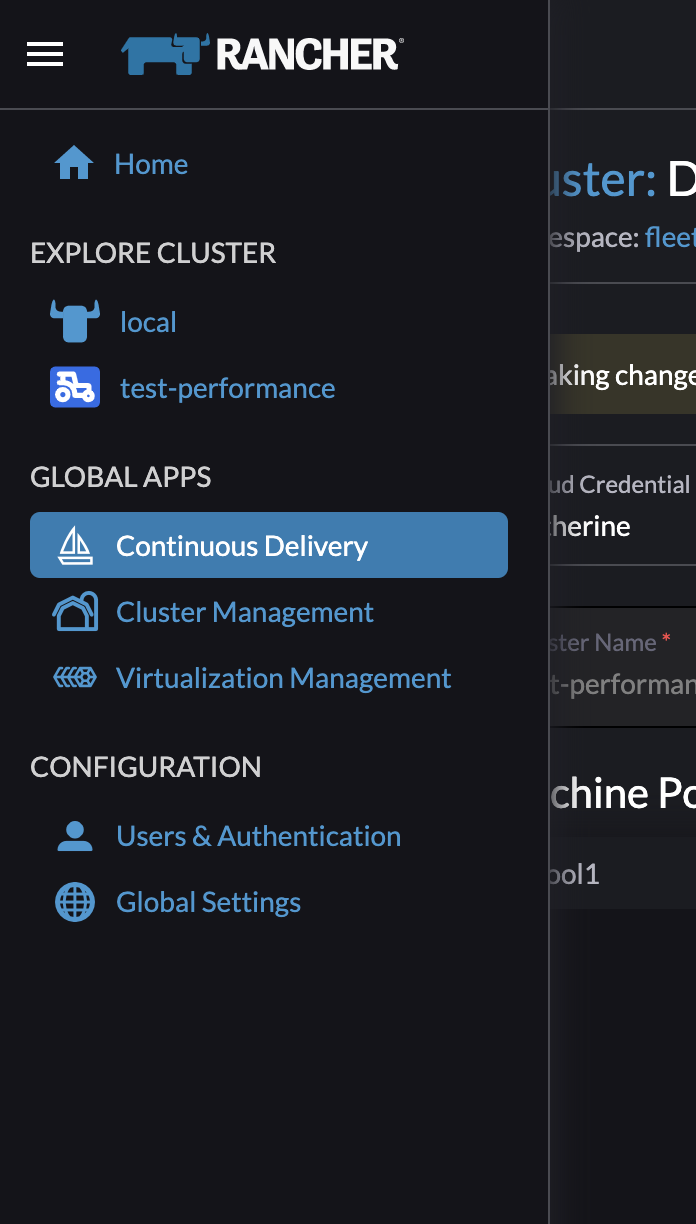 RANCHER®
Home
EXPLORE CLUSTER
local
test-performance
GLOBAL APPS
Continuous Delivery
Cluster Management
Virtualization Management
CONFIGURATION
Users & Authentication
Global Settings
uster: D
espace: fleet
aking change
ud Credential
therine
ster Name *
t-performan
chine Po
ool1